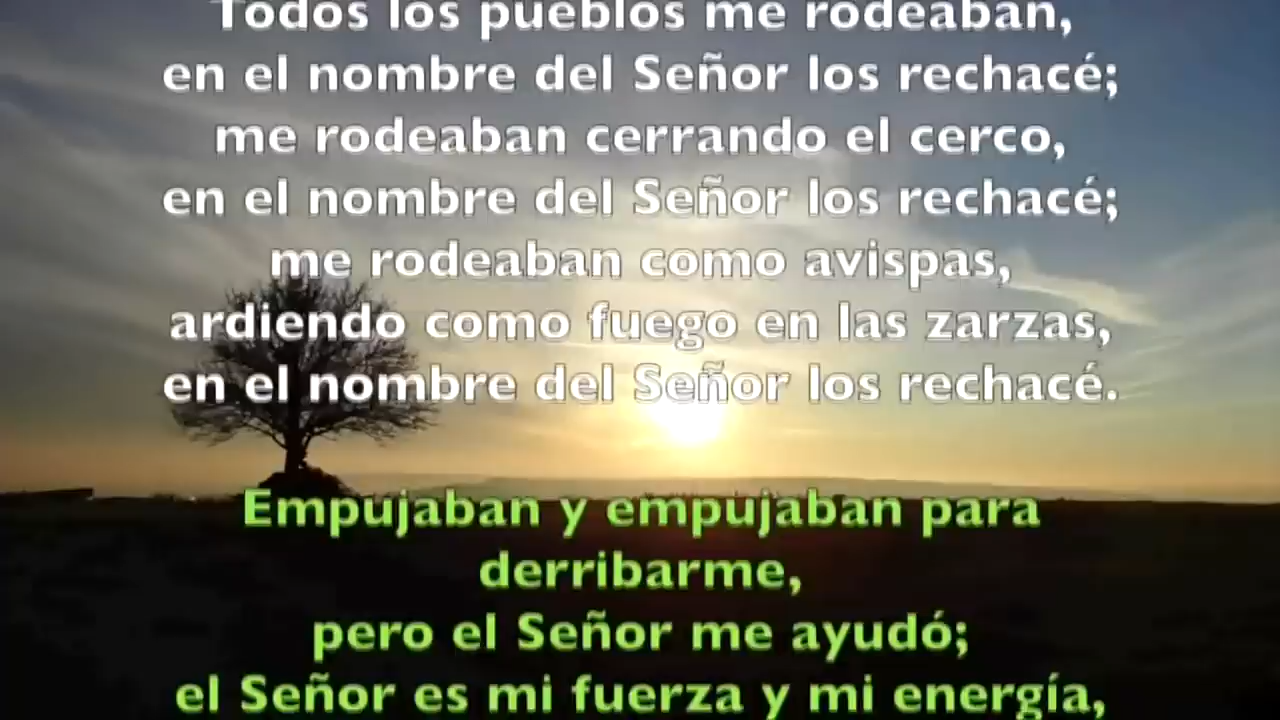 Todos los pueblos me rodeaban,
en el nombre del Señor los rechacé;
me rodeaban cerrando el cerco,
en el nombre del Señor los rechacé;
me rodeaban como avispas,
ardiendo como fuego en las zarzas,
en el nombre del Señor los rechacé.
Empujaban y empujaban para
derribarme,
pero el Señor me ayudó;
el Señor es mi fuerza y mi energía,